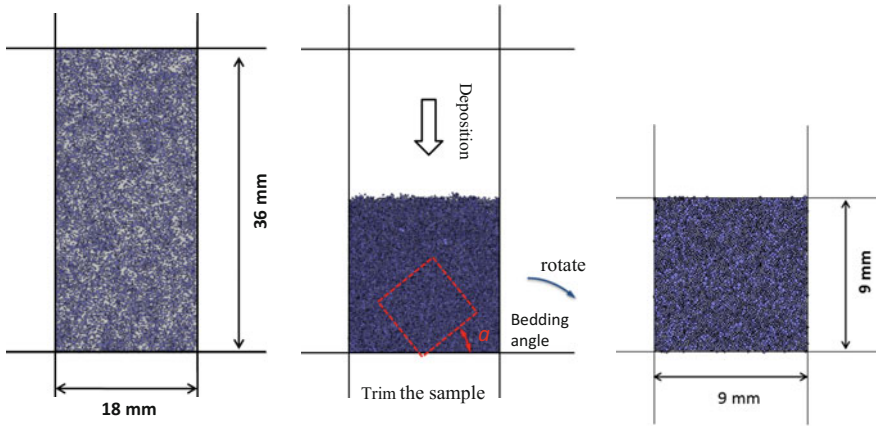 36 mm
18 mm
Deposition
rotate
Bedding
angle
a
Trim the sample
9 mm
9 mm